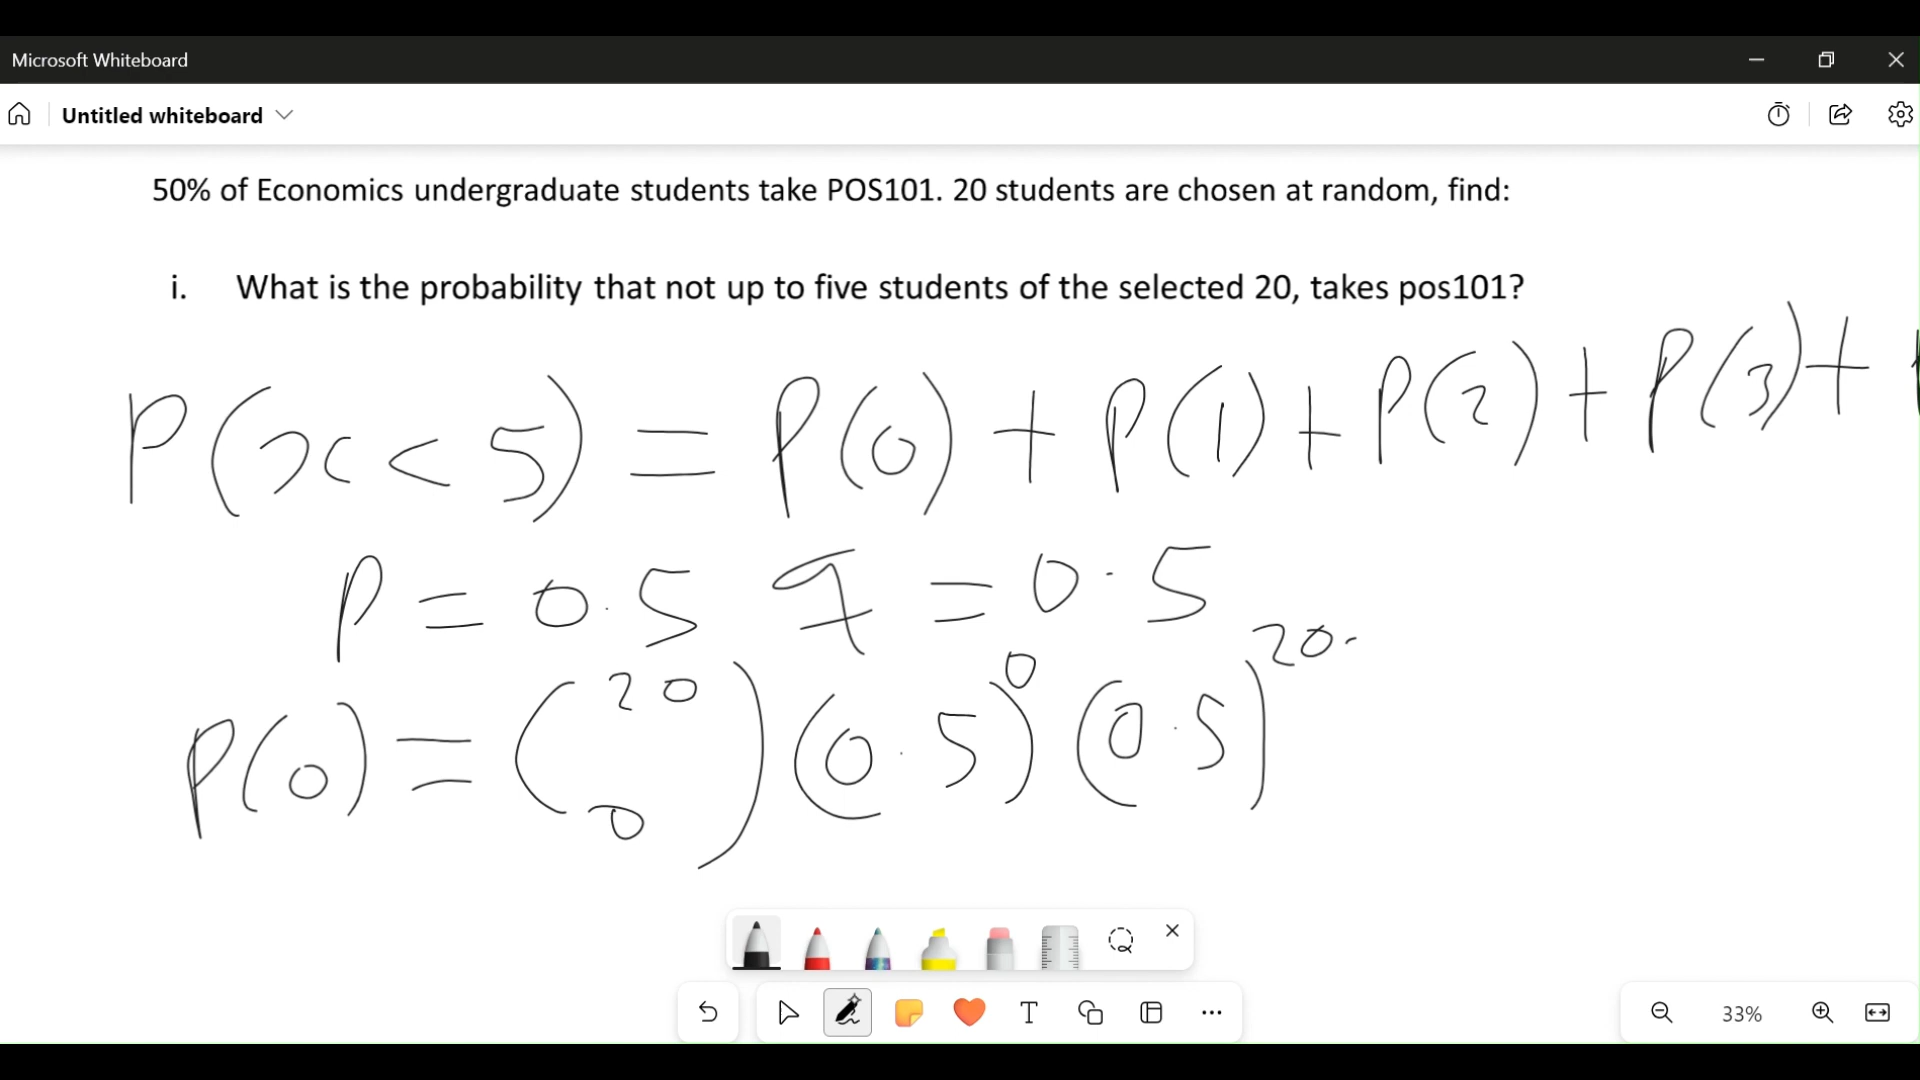 Microsoft Whiteboard
Untitled whiteboard
50% of Economics undergraduate students take POS101. 20 students are chosen at random, find:
i. What is the probability that not up to five students of the selected 20, takes pos101?
P(x<5) = P(0) + P(1) + P(2) + P(3) +
P = 0.5 q = 0.5
P(0) = (20 0) (0.5)^0 (0.5)^20-
T
33%